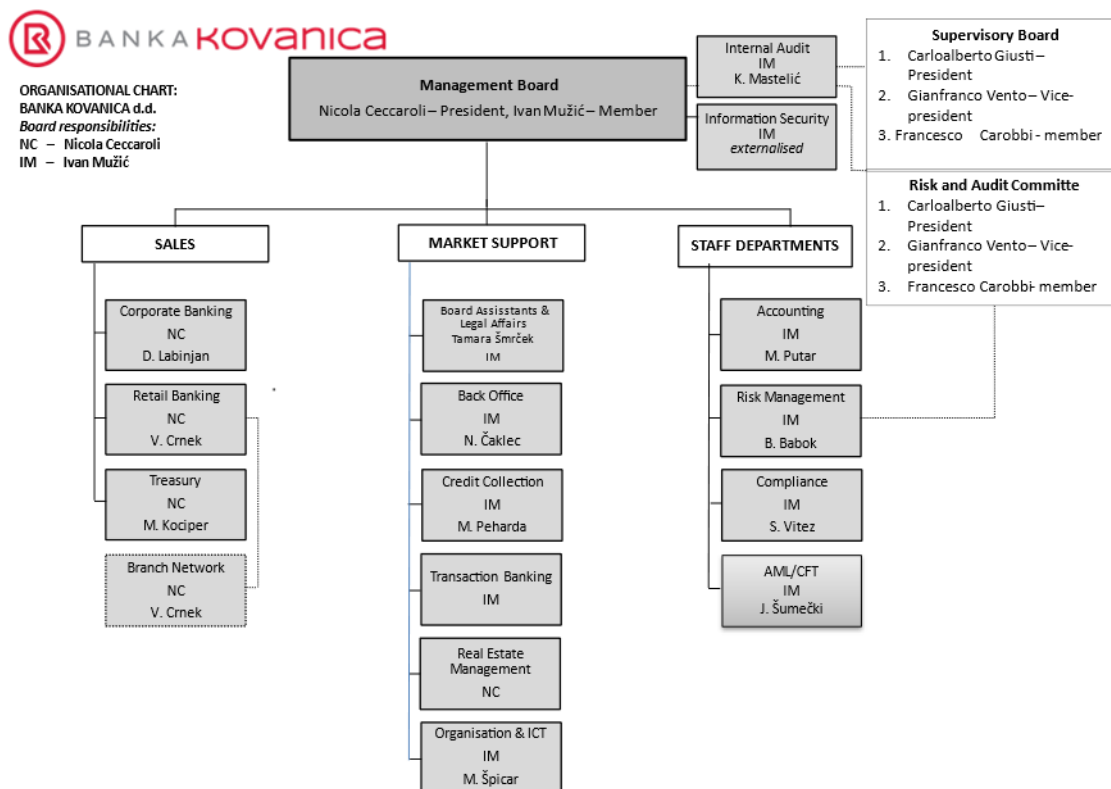 BANKA KOVANICA
ORGANISATIONAL CHART:
BANKA KOVANICA d.d.
Board responsibilities:
NC – Nicola Ceccaroli
IM – Ivan Mužić
Management Board
Nicola Ceccaroli – President, Ivan Mužić – Member
Internal Audit
IM
K. Mastelić
Information Security
IM
externalised
Supervisory Board
1. Carloalberto Giusti –
President
2. Gianfranco Vento – Vice-
president
3. Francesco Carobbi - member
Risk and Audit Committe
1. Carloalberto Giusti –
President
2. Gianfranco Vento – Vice-
president
3. Francesco Carobbi- member
SALES
Corporate Banking
NC
D. Labinjan
Retail Banking
NC
V. Crnek
Treasury
NC
M. Kociper
Branch Network
NC
V. Crnek
MARKET SUPPORT
Board Assisstants &
Legal Affairs
Tamara Šmrček
IM
Back Office
IM
N. Čaklec
Credit Collection
IM
M. Peharda
Transaction Banking
IM
Real Estate
Management
NC
Organisation & ICT
IM
M. Špicar
STAFF DEPARTMENTS
Accounting
IM
M. Putar
Risk Management
IM
B. Babok
Compliance
IM
S. Vitez
AML/CFT
IM
J. Šumečki